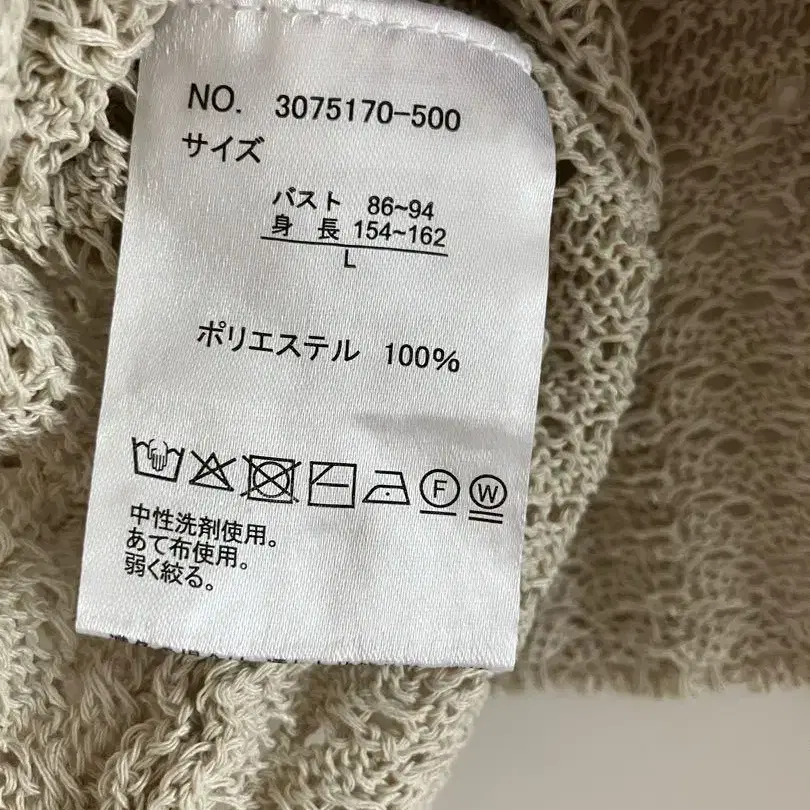 NO. 3075170-500
サイズ
バスト 86~94
身 長 154~162
L
ポリエステル 100%
F W
中性洗剤使用。
あて布使用。
弱く絞る。